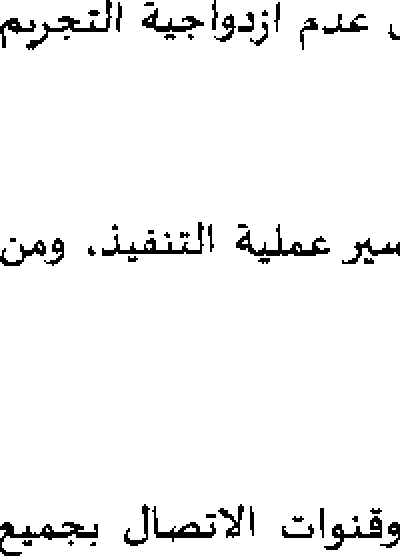 عدم ازدواجية التجريم
سير عملية التنفيذ. ومن
وقنوات الاتصال بجميع